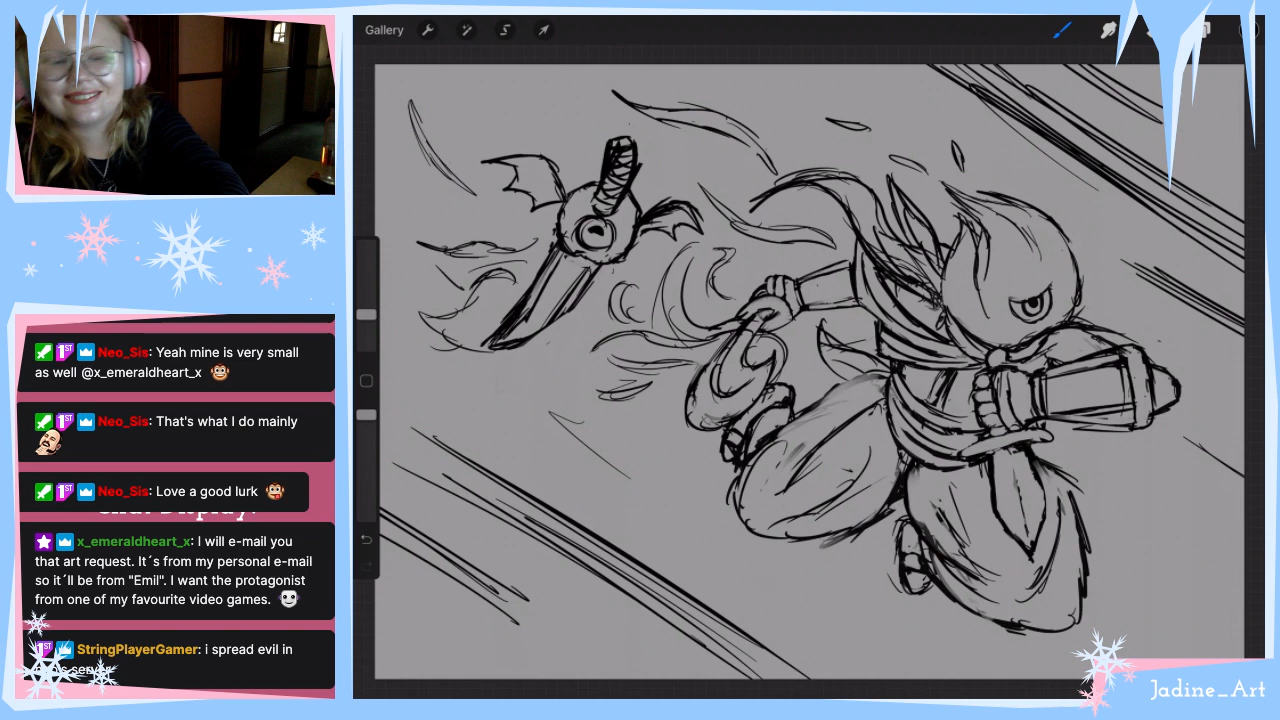 Gallery
Neo_Sis: Yeah mine is very small
as well @x_emeraldheart_x
Neo_Sis: That's what I do mainly
Neo_Sis: Love a good lurk
x_emeraldheart_x: I will e-mail you
that art request. It´s from my personal e-mail
so it´ll be from "Emil". I want the protagonist
from one of my favourite video games.
1ST StringPlayerGamer: i spread evil in
Jadine_Art